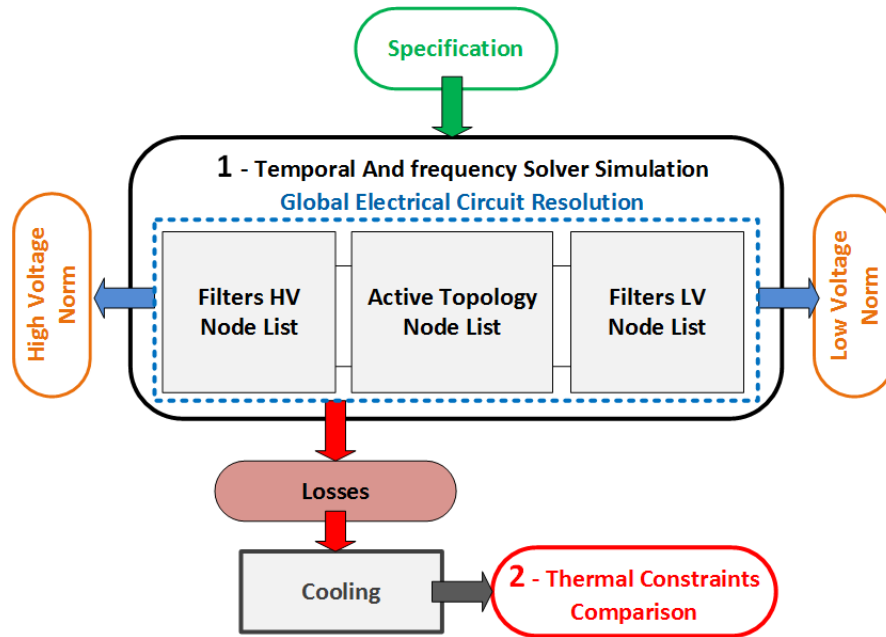 Specification
1 - Temporal And frequency Solver Simulation
Global Electrical Circuit Resolution
High Voltage
Norm
Filters HV
Node List
Active Topology
Node List
Filters LV
Node List
Low Voltage
Norm
Losses
Cooling
2 - Thermal Constraints
Comparison